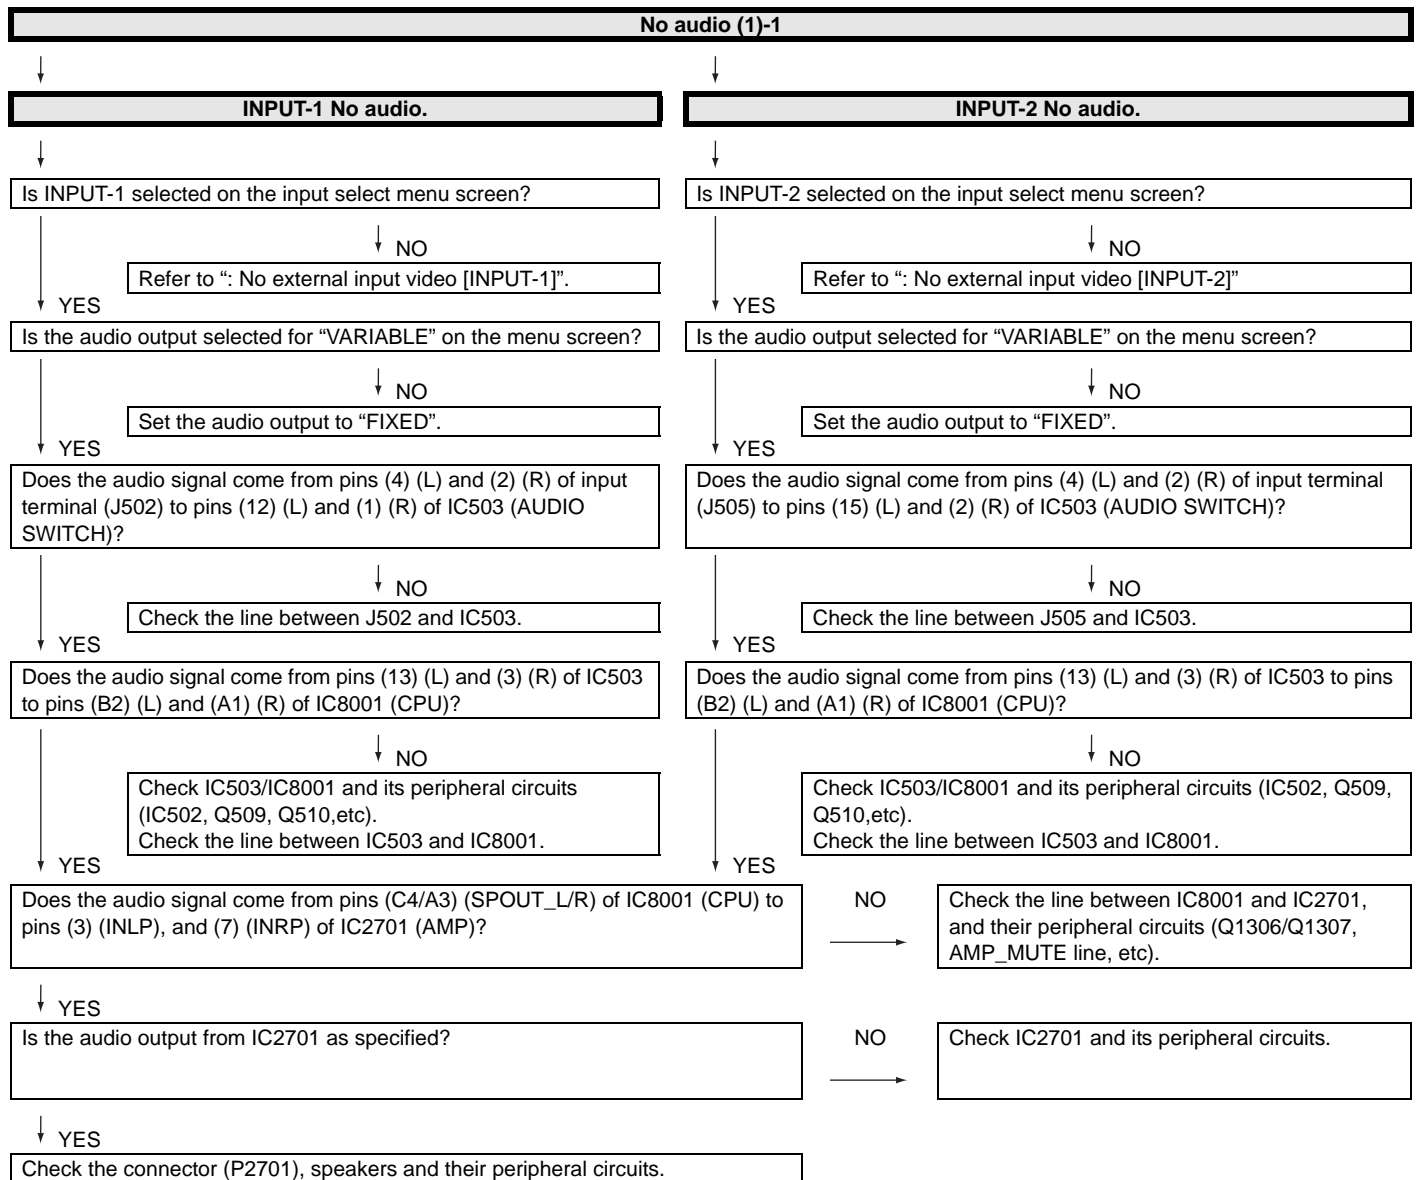 No audio (1)-1
INPUT-1 No audio.
Is INPUT-1 selected on the input select menu screen?
NO
Refer to “: No external input video [INPUT-1]”.
YES
Is the audio output selected for “VARIABLE” on the menu screen?
NO
Set the audio output to “FIXED”.
YES
Does the audio signal come from pins (4) (L) and (2) (R) of input
terminal (J502) to pins (12) (L) and (1) (R) of IC503 (AUDIO
SWITCH)?
NO
Check the line between J502 and IC503.
YES
Does the audio signal come from pins (13) (L) and (3) (R) of IC503
to pins (B2) (L) and (A1) (R) of IC8001 (CPU)?
NO
Check IC503/IC8001 and its peripheral circuits
(IC502, Q509, Q510,etc).
Check the line between IC503 and IC8001.
YES
INPUT-2 No audio.
Is INPUT-2 selected on the input select menu screen?
NO
Refer to “: No external input video [INPUT-2]”
YES
Is the audio output selected for “VARIABLE” on the menu screen?
NO
Set the audio output to “FIXED”.
YES
Does the audio signal come from pins (4) (L) and (2) (R) of input terminal
(J505) to pins (15) (L) and (2) (R) of IC503 (AUDIO SWITCH)?
NO
Check the line between J505 and IC503.
YES
Does the audio signal come from pins (13) (L) and (3) (R) of IC503 to pins
(B2) (L) and (A1) (R) of IC8001 (CPU)?
NO
Check IC503/IC8001 and its peripheral circuits (IC502, Q509,
Q510,etc).
Check the line between IC503 and IC8001.
YES
Does the audio signal come from pins (C4/A3) (SPOUT_L/R) of IC8001 (CPU) to
pins (3) (INLP), and (7) (INRP) of IC2701 (AMP)?
NO
Check the line between IC8001 and IC2701,
and their peripheral circuits (Q1306/Q1307,
AMP_MUTE line, etc).
YES
Is the audio output from IC2701 as specified?
NO
Check IC2701 and its peripheral circuits.
YES
Check the connector (P2701), speakers and their peripheral circuits.